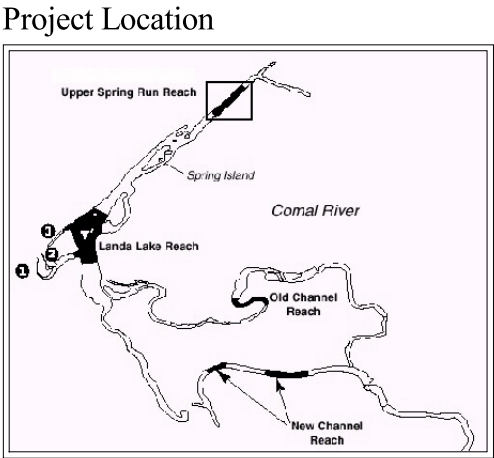 Project Location
Upper Spring Run Reach
Spring Island
Comal River
3
2
Landa Lake Reach
1
Old Channel
Reach
New Channel
Reach